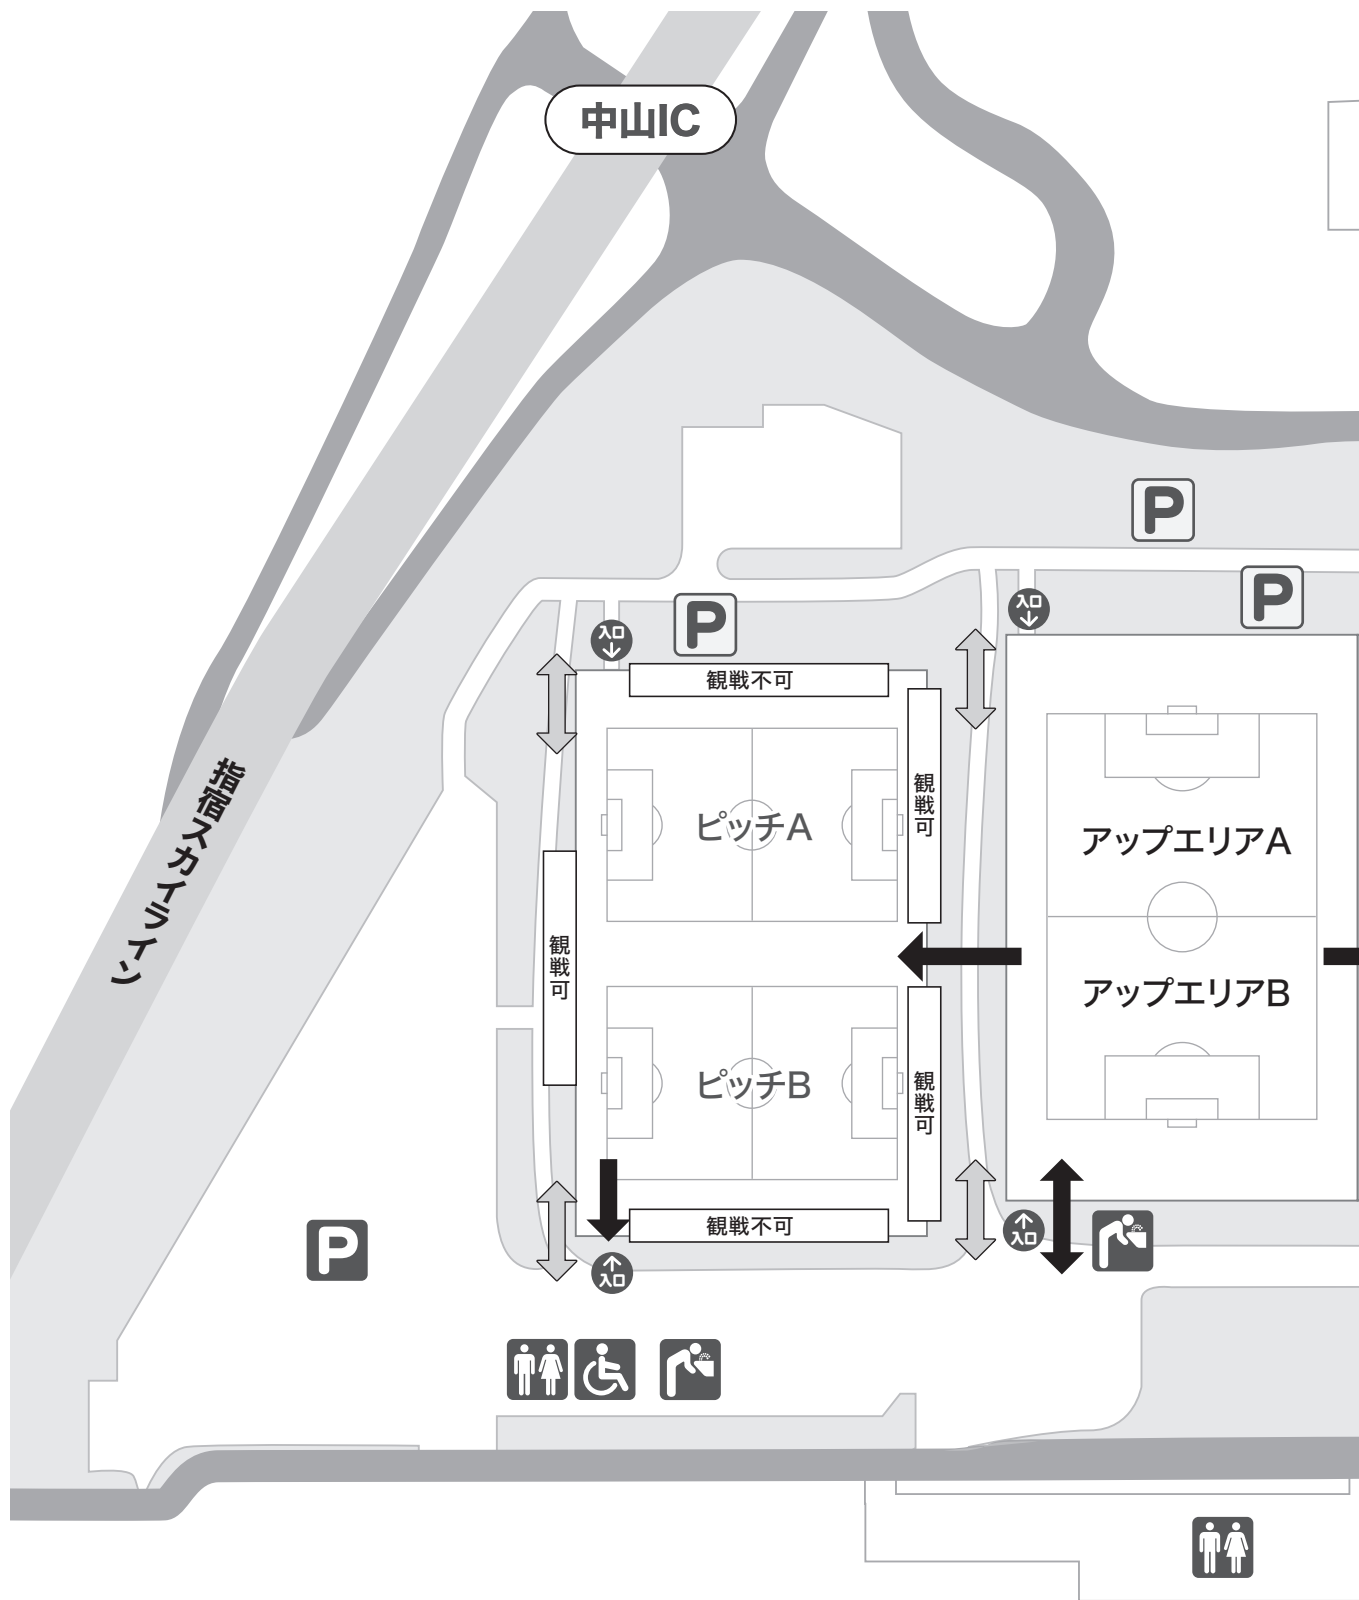 中山IC
P
P
入口
入口
P
観戦不可
指宿スカイライン
観戦可
ピッチA
アップエリアA
観戦可
アップエリアB
観戦可
ピッチB
観戦不可
入口
P
入口